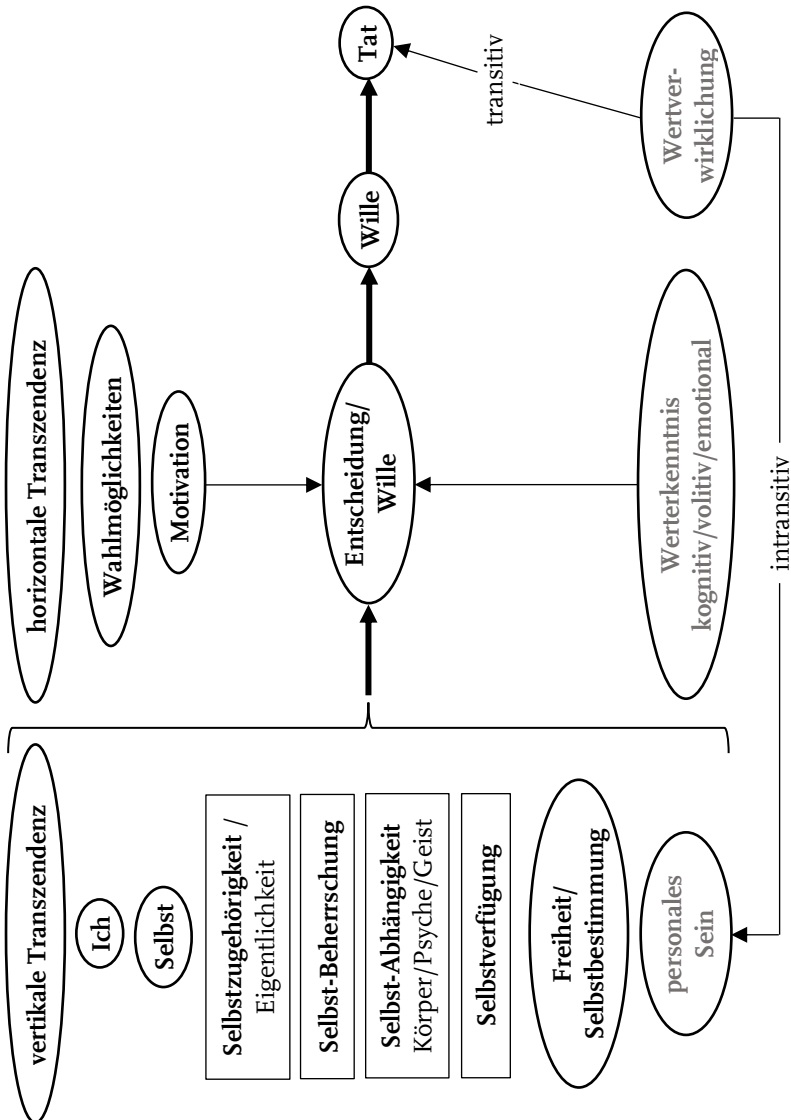 vertikale Transzendenz
Ich
Selbst
Selbstzugehörigkeit /
Eigentlichkeit
Selbst-Beherrschung
Selbst-Abhängigkeit
Körper/Psyche/Geist
Selbstverfügung
Freiheit/
Selbstbestimmung
personales
Sein
horizontale Transzendenz
Wahlmöglichkeiten
Motivation
Entscheidung/
Wille
Werterkenntnis
kognitiv/volitiv/emotional
intransitiv
Wille
Tat
transitiv
Wertver-
wirklichung